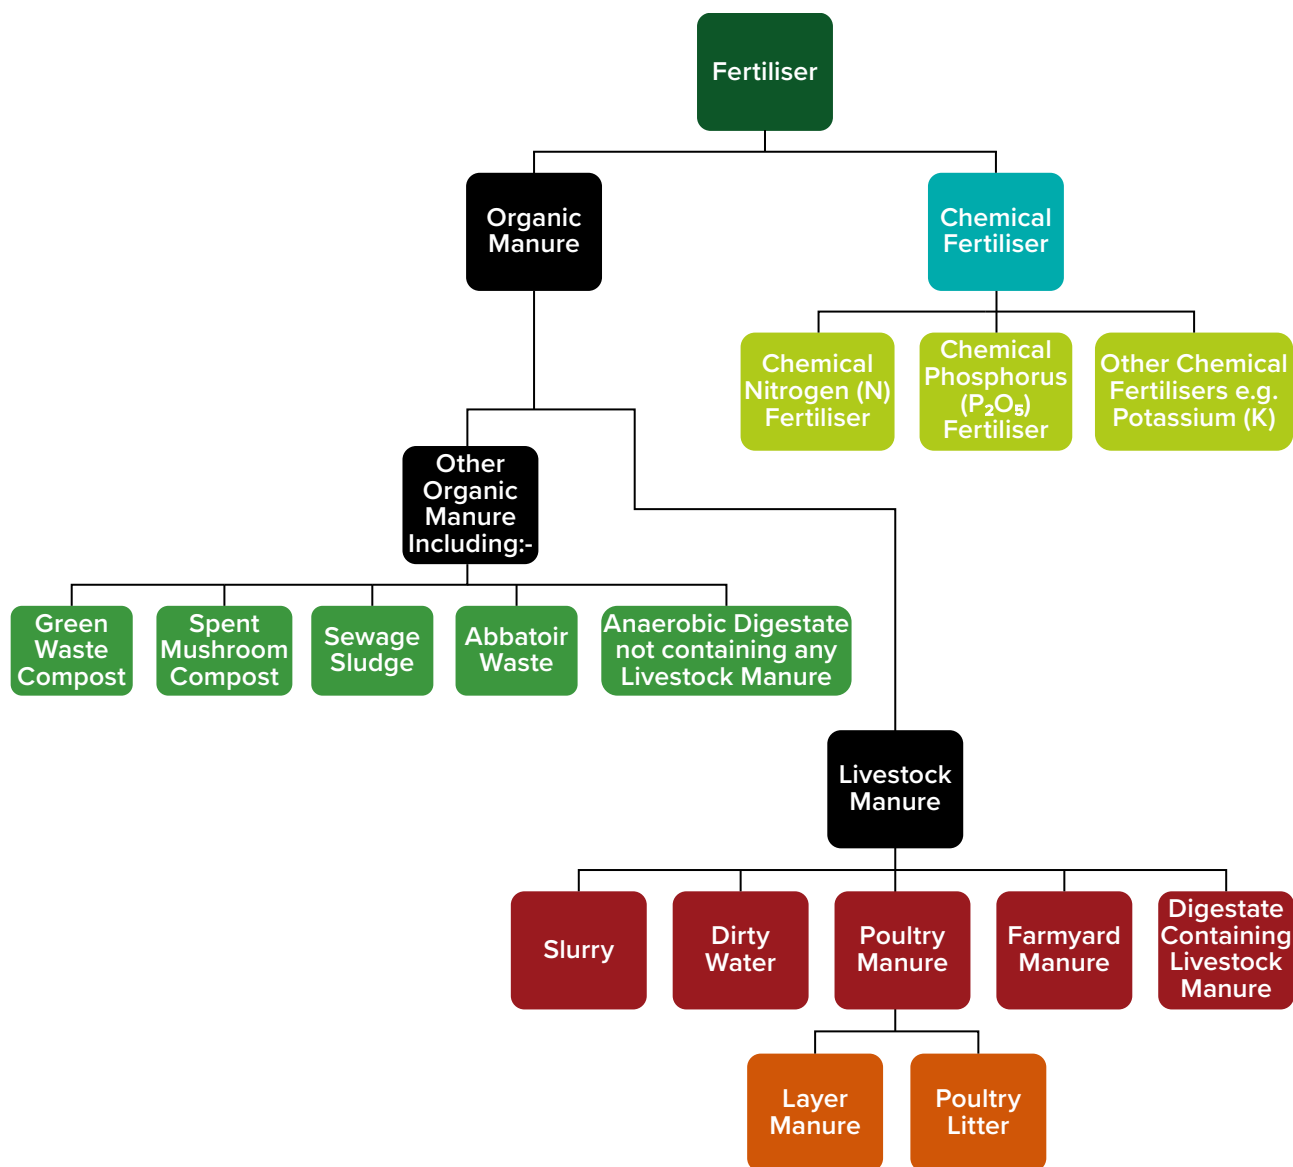 Fertiliser
Organic
Manure
Chemical
Fertiliser
Chemical
Nitrogen (N)
Fertiliser
Chemical
Phosphorus
(P₂O₅)
Fertiliser
Other Chemical
Fertilisers e.g.
Potassium (K)
Other
Organic
Manure
Including:-
Green
Waste
Compost
Spent
Mushroom
Compost
Sewage
Sludge
Abbatoir
Waste
Anaerobic Digestate
not containing any
Livestock Manure
Livestock
Manure
Slurry
Dirty
Water
Poultry
Manure
Farmyard
Manure
Digestate
Containing
Livestock
Manure
Layer
Manure
Poultry
Litter